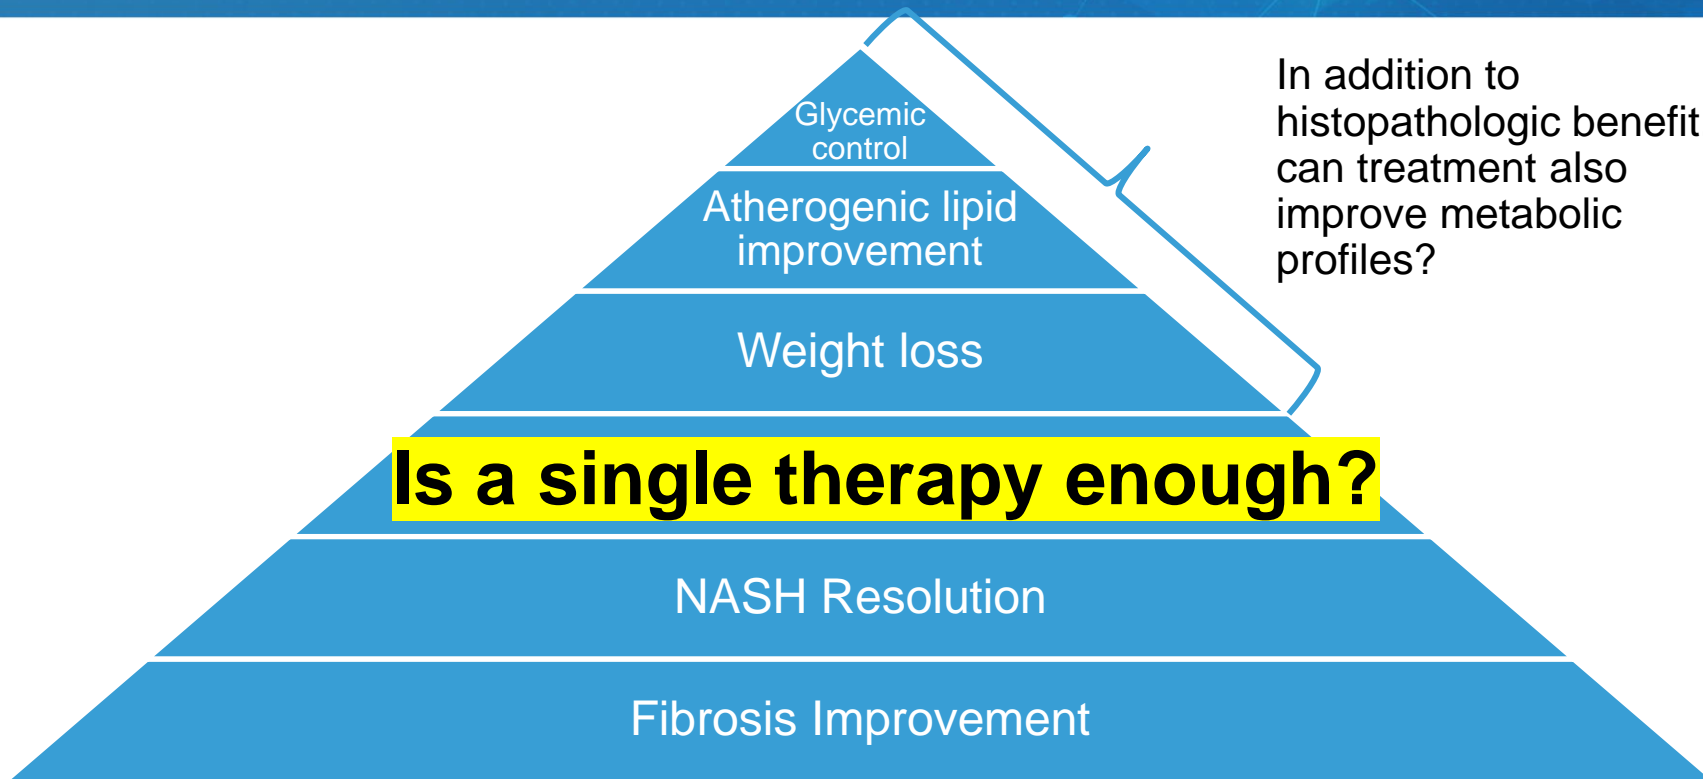 Glycemic
control
Atherogenic lipid
improvement
Weight loss
Is a single therapy enough?
NASH Resolution
Fibrosis Improvement
In addition to
histopathologic benefit
can treatment also
improve metabolic
profiles?